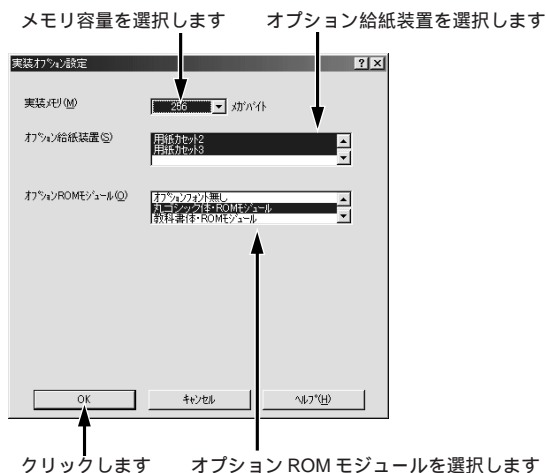 メモリ容量を選択します
オプション給紙装置を選択します
実装ｵﾌﾟｼｮﾝ設定
実装ﾒﾓﾘ(M)
256
ﾒｶﾞﾊﾞｲﾄ
ｵﾌﾟｼｮﾝ給紙装置(S)
用紙ｶｾｯﾄ2
用紙ｶｾｯﾄ3
ｵﾌﾟｼｮﾝROMﾓｼﾞｭｰﾙ(O)
ｵﾌﾟｼｮﾝﾌｫﾝﾄ無し
丸ｺﾞｼｯｸ体・ROMﾓｼﾞｭｰﾙ
教科書体・ROMﾓｼﾞｭｰﾙ
OK
ｷｬﾝｾﾙ
ﾍﾙﾌﾟ(H)
クリックします
オプション ROM モジュールを選択します